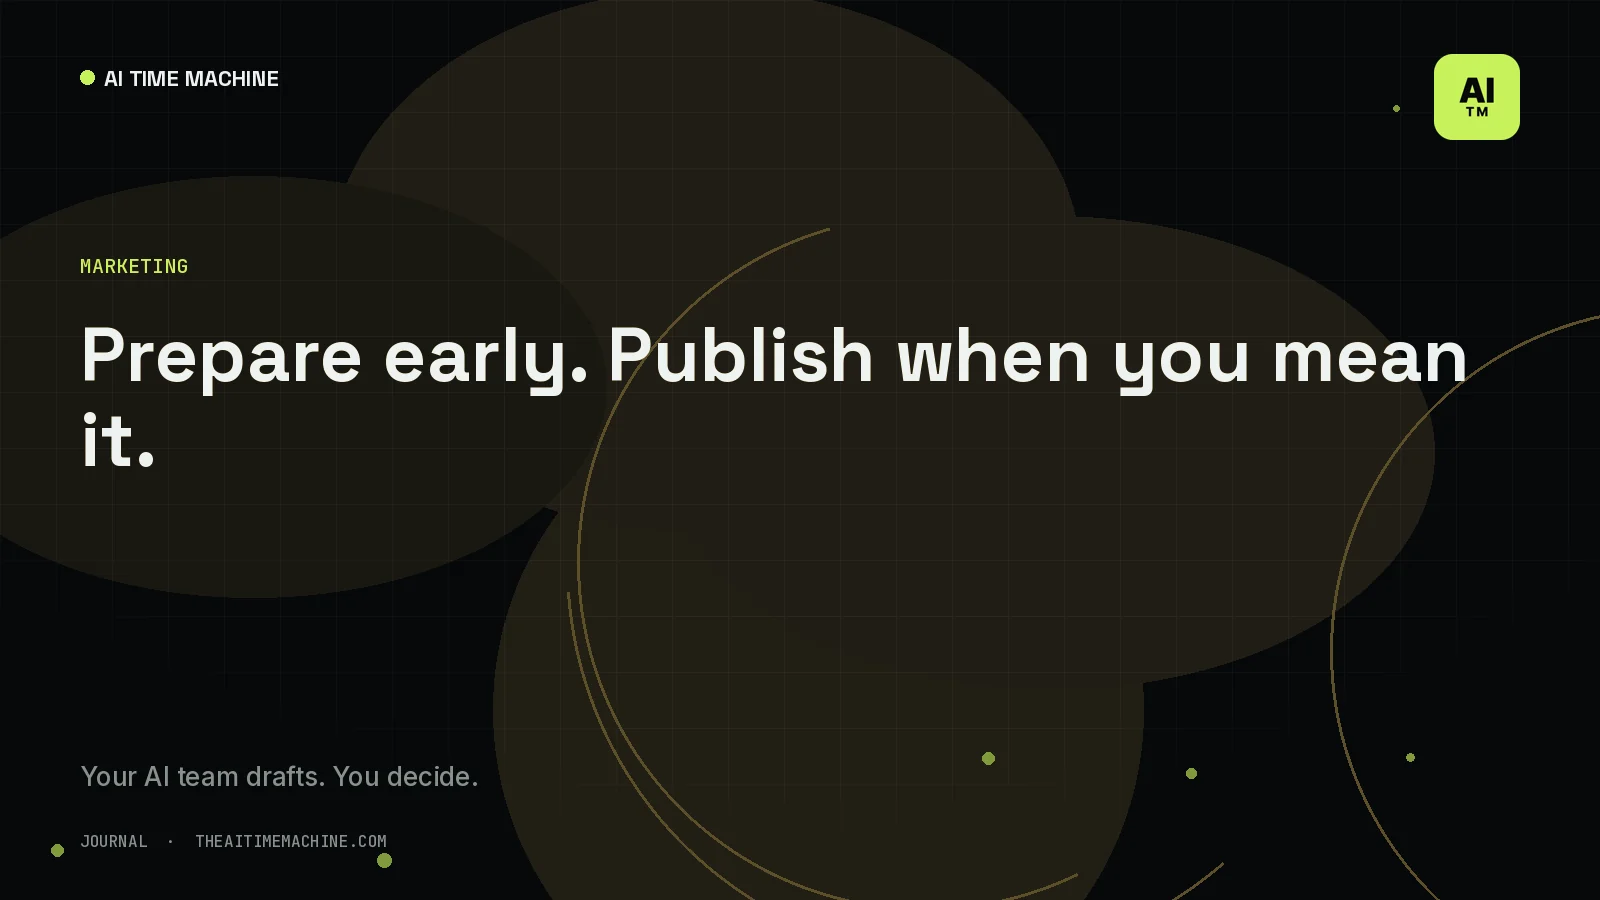 AI TIME MACHINE
AI
TM
MARKETING
Prepare early. Publish when you mean
it.
Your AI team drafts. You decide.
JOURNAL · THEAITIMEMACHINE.COM